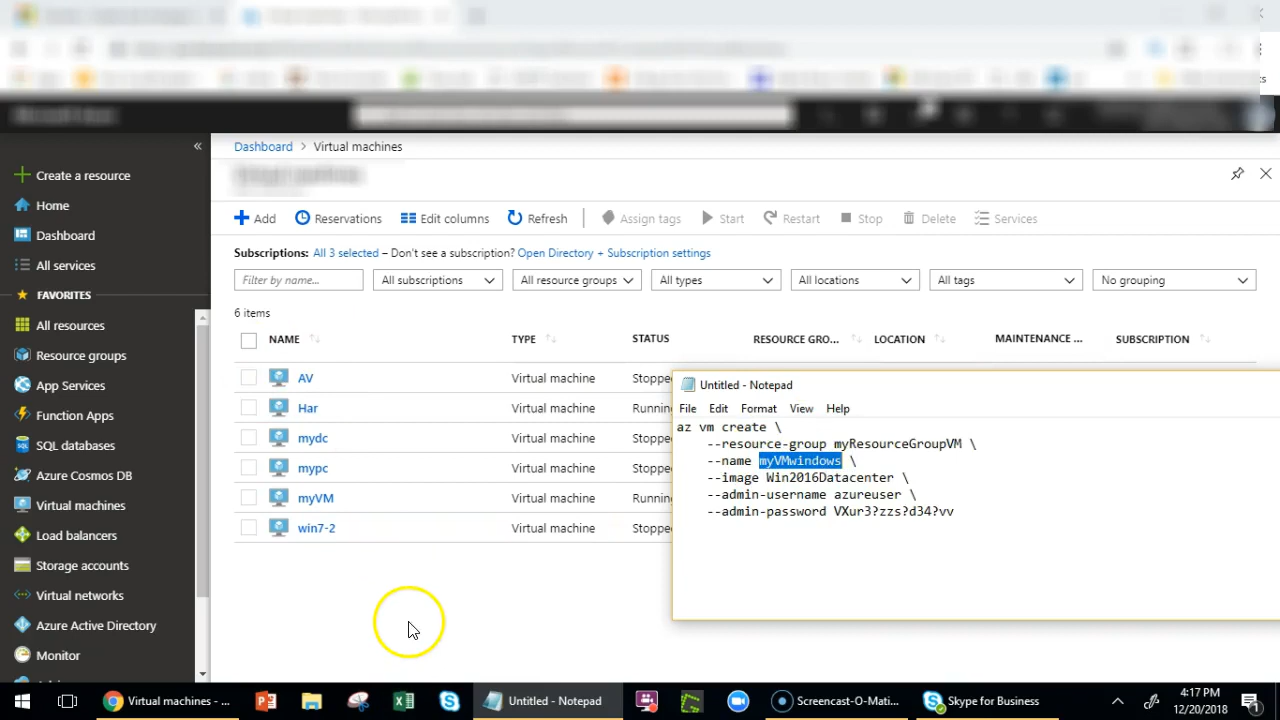 Create a resource
Home
Dashboard
All services
FAVORITES
All resources
Resource groups
App Services
Function Apps
SQL databases
Azure Cosmos DB
Virtual machines
Load balancers
Storage accounts
Virtual networks
Azure Active Directory
Monitor
Dashboard > Virtual machines
Add Reservations Edit columns Refresh Assign tags Start Restart Stop Delete Services
Subscriptions: All 3 selected – Don't see a subscription? Open Directory + Subscription settings
Filter by name... All subscriptions All resource groups All types All locations All tags No grouping
6 items
NAME TYPE STATUS RESOURCE GRO... LOCATION MAINTENANCE ... SUBSCRIPTION
AV Virtual machine Stoppe
Har Virtual machine Runnin
mydc Virtual machine Stoppe
mypc Virtual machine Stoppe
myVM Virtual machine Runnin
win7-2 Virtual machine Stoppe
Untitled - Notepad
File Edit Format View Help
az vm create \
--resource-group myResourceGroupVM \
--name myVMwindows \
--image Win2016Datacenter \
--admin-username azureuser \
--admin-password VXur3?zzs?d34?vv
Virtual machines - ... Untitled - Notepad Screencast-O-Mati... Skype for Business
4:17 PM
12/20/2018